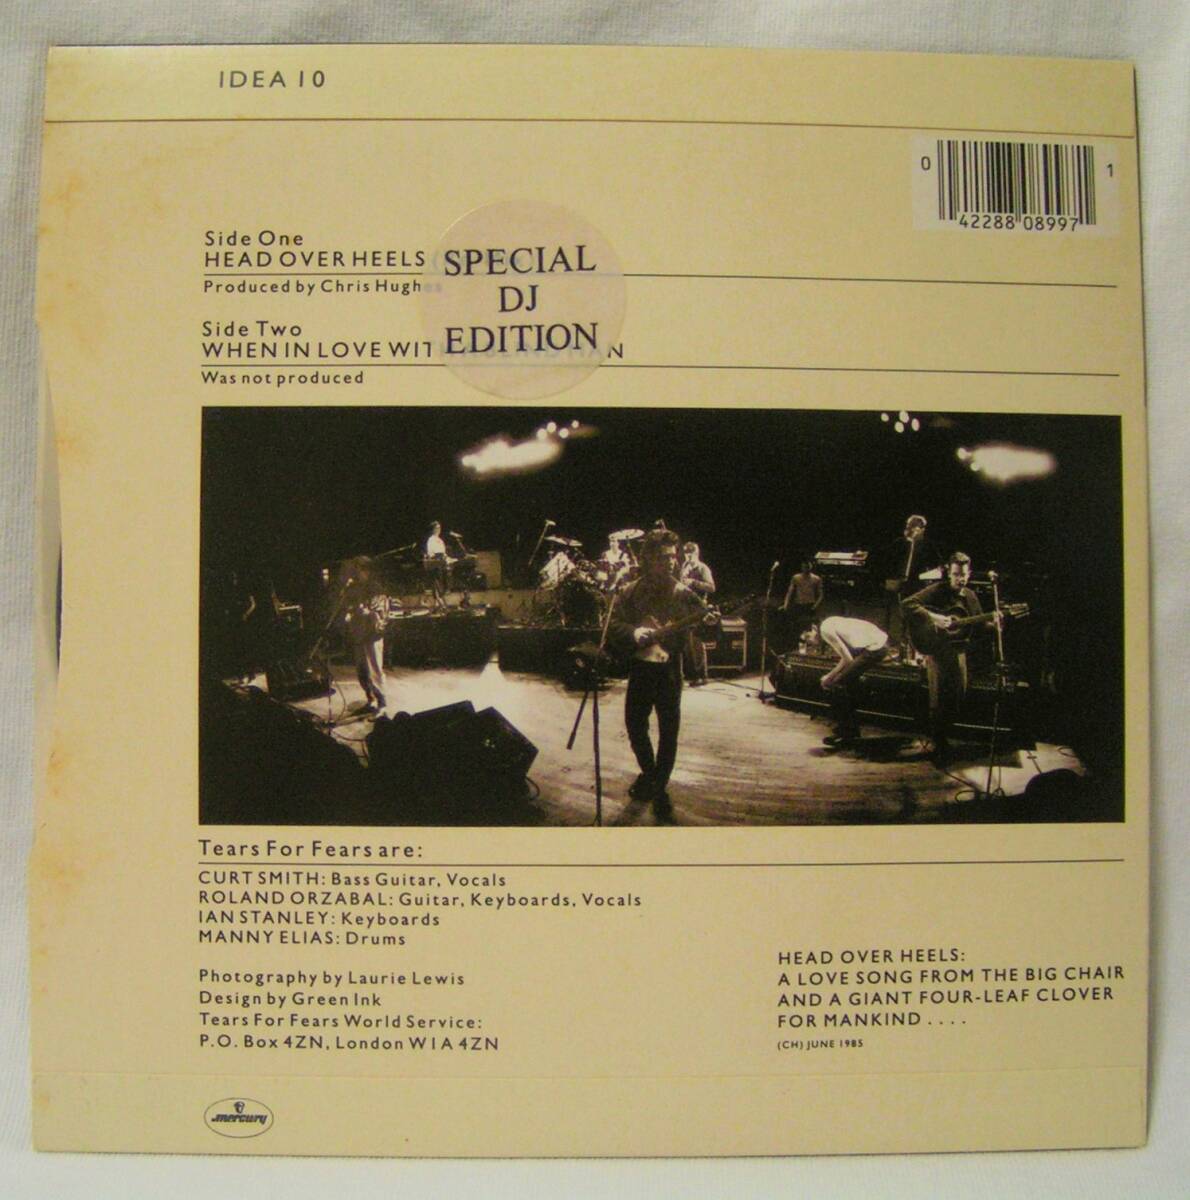 IDEA 10
0 42288 08997 1
Side One
HEAD OVER HEELS
Produced by Chris Hughes
SPECIAL
DJ
EDITION
Side Two
WHEN IN LOVE WITH A BLIND MAN
Was not produced
Tears For Fears are:
CURT SMITH: Bass Guitar, Vocals
ROLAND ORZABAL: Guitar, Keyboards, Vocals
IAN STANLEY: Keyboards
MANNY ELIAS: Drums
Photography by Laurie Lewis
Design by Green Ink
Tears For Fears World Service:
P.O. Box 4ZN, London W1A 4ZN
HEAD OVER HEELS:
A LOVE SONG FROM THE BIG CHAIR
AND A GIANT FOUR-LEAF CLOVER
FOR MANKIND . . . .
(CH) JUNE 1985
mercury